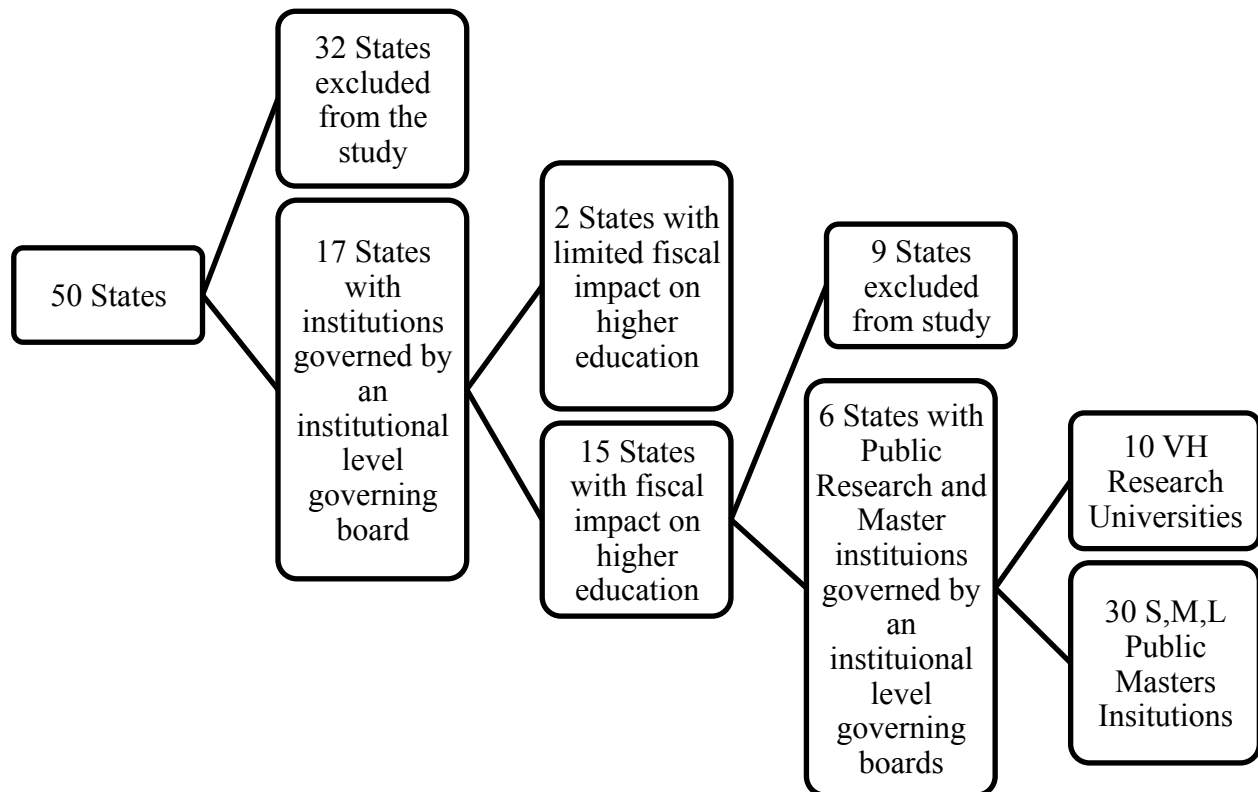 50 States
32 States
excluded
from the
study
17 States
with
institutions
governed by
an
institutional
level
governing
board
2 States with
limited fiscal
impact on
higher
education
15 States
with fiscal
impact on
higher
education
9 States
excluded
from study
6 States with
Public
Research and
Master
instituions
governed by
an
instituional
level
governing
boards
10 VH
Research
Universities
30 S,M,L
Public
Masters
Insitutions